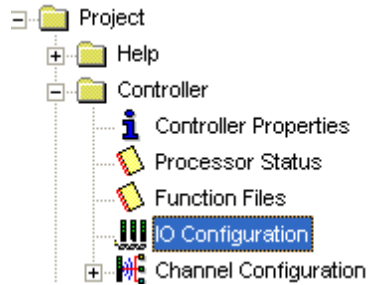 Project
Help
Controller
Controller Properties
Processor Status
Function Files
IO Configuration
Channel Configuration